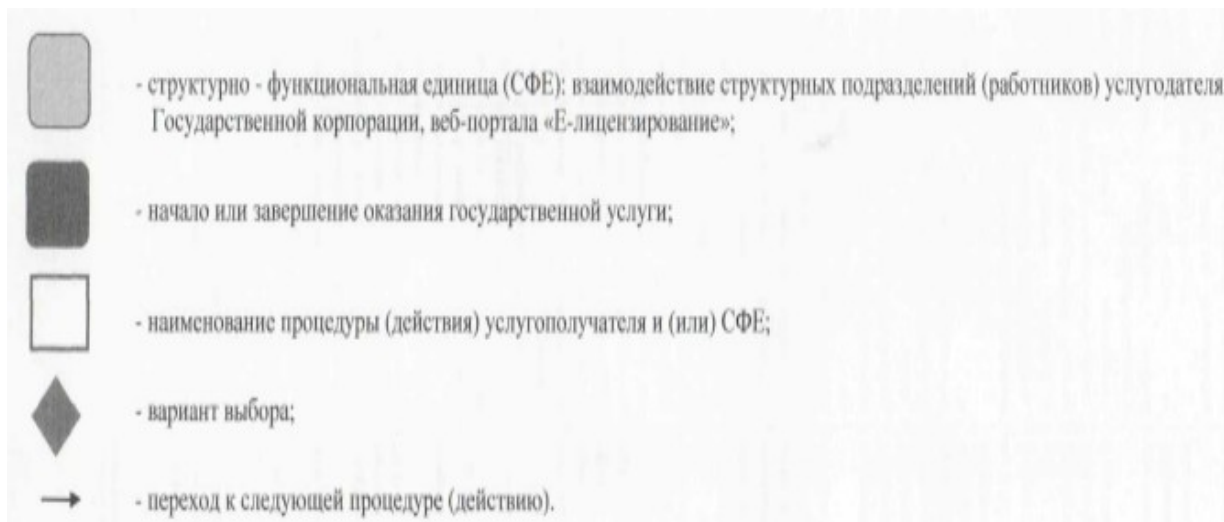 - структурно - функциональная единица (СФЕ): взаимодействие структурных подразделений (работников) услугодателя
Государственной корпорации, веб-портала «Е-лицензирование»;
- начало или завершение оказания государственной услуги;
- наименование процедуры (действия) услугополучателя и (или) СФЕ;
- вариант выбора;
- переход к следующей процедуре (действию).